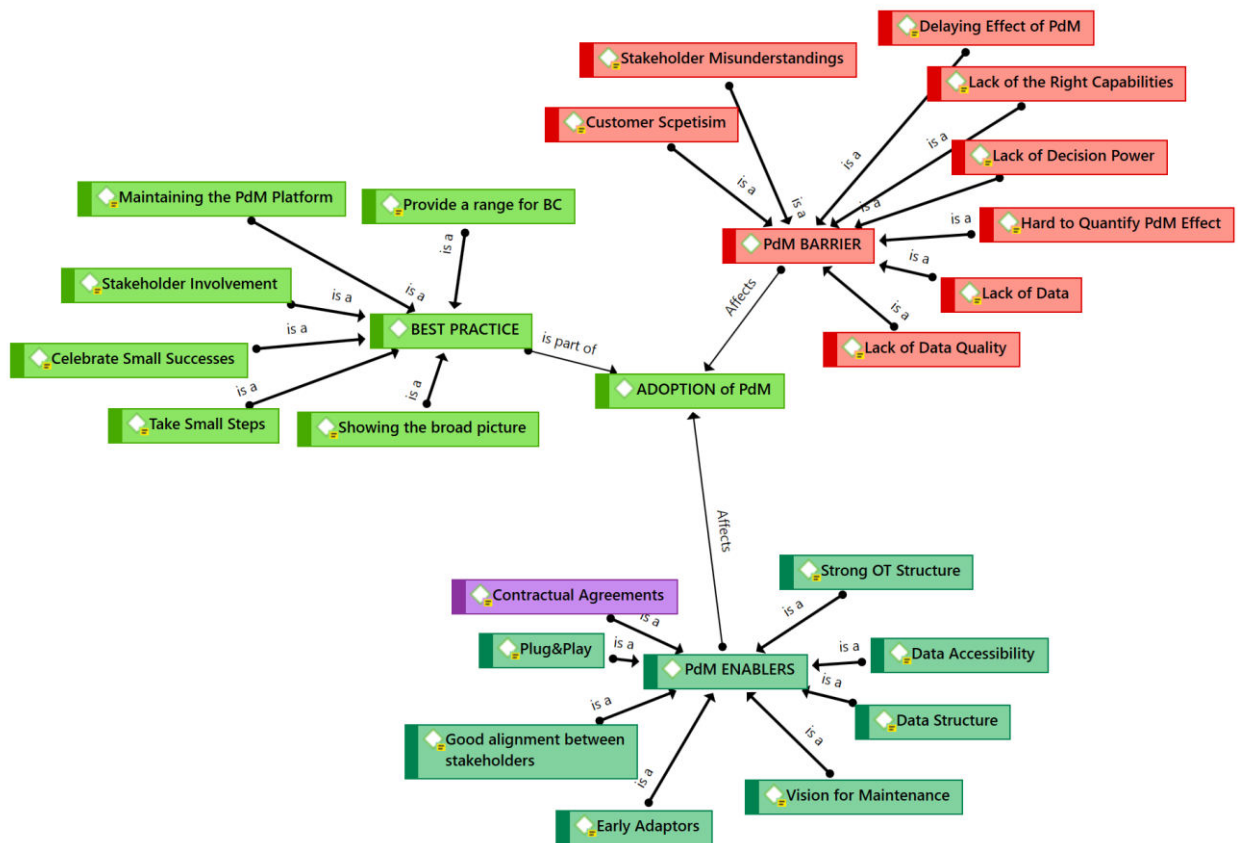 Delaying Effect of PdM
Stakeholder Misunderstandings
Lack of the Right Capabilities
Customer Scpetisim
is a
is a
Lack of Decision Power
is a
Maintaining the PdM Platform
is a
Provide a range for BC
is a
is a
is a
Hard to Quantify PdM Effect
PdM BARRIER
is a
is a
Stakeholder Involvement
is a
is a
is a
Lack of Data
Affects
is a
BEST PRACTICE
is a
Lack of Data Quality
is part of
Celebrate Small Successes
ADOPTION of PdM
is a
is a
Take Small Steps
Showing the broad picture
Affects
Strong OT Structure
Contractual Agreements
is a
is a
Plug&Play
is a
is a
Data Accessibility
PdM ENABLERS
is a
is a
Data Structure
Good alignment between
stakeholders
is a
is a
Vision for Maintenance
Early Adaptors